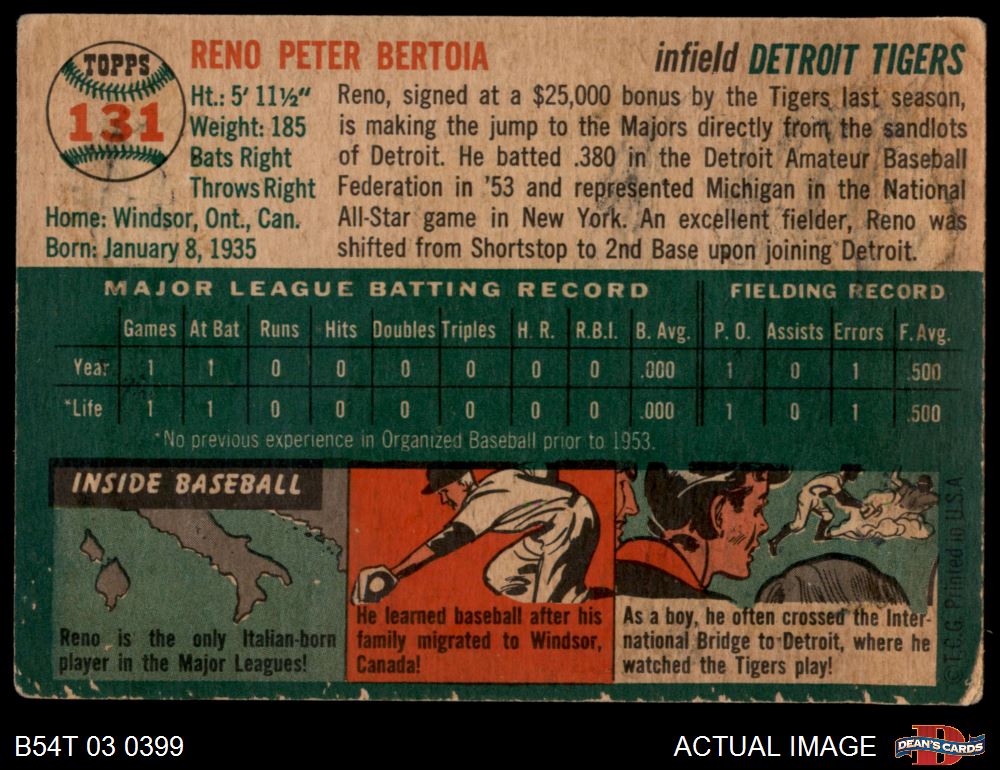 TOPPS
131
RENO PETER BERTOIA
infield DETROIT TIGERS
Ht.: 5' 11½"
Weight: 185
Bats Right
Throws Right
Home: Windsor, Ont., Can.
Born: January 8, 1935
Reno, signed at a $25,000 bonus by the Tigers last season,
is making the jump to the Majors directly from the sandlots
of Detroit. He batted .380 in the Detroit Amateur Baseball
Federation in '53 and represented Michigan in the National
All-Star game in New York. An excellent fielder, Reno was
shifted from Shortstop to 2nd Base upon joining Detroit.
MAJOR LEAGUE BATTING RECORD FIELDING RECORD
Games At Bat Runs Hits Doubles Triples H. R. R.B.I. B. Avg. P. O. Assists Errors F. Avg.
Year 1 1 0 0 0 0 0 0 .000 1 0 1 .500
*Life 1 1 0 0 0 0 0 0 .000 1 0 1 .500
*No previous experience in Organized Baseball prior to 1953.
INSIDE BASEBALL
Reno is the only Italian-born
player in the Major Leagues!
He learned baseball after his
family migrated to Windsor,
Canada!
As a boy, he often crossed the Inter-
national Bridge to Detroit, where he
watched the Tigers play!
© T.C.G. Printed in U.S.A.
B54T 03 0399
ACTUAL IMAGE
D
DEAN'S CARDS